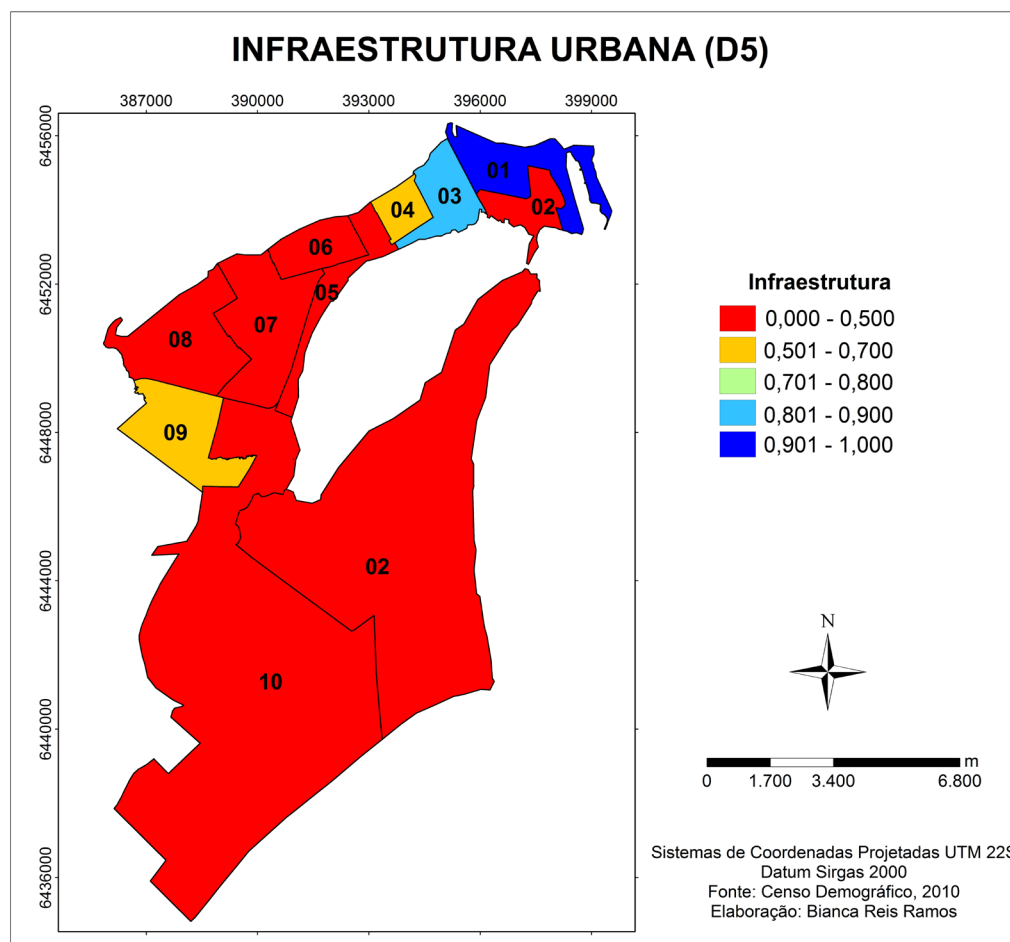 INFRAESTRUTURA URBANA (D5)
387000 390000 393000 396000 399000
6456000
6452000
6448000
6444000
6440000
6436000
01
03
02
04
06
05
07
08
09
02
10
Infraestrutura
0,000 - 0,500
0,501 - 0,700
0,701 - 0,800
0,801 - 0,900
0,901 - 1,000
N
m
0 1.700 3.400 6.800
Sistemas de Coordenadas Projetadas UTM 22S
Datum Sirgas 2000
Fonte: Censo Demográfico, 2010
Elaboração: Bianca Reis Ramos